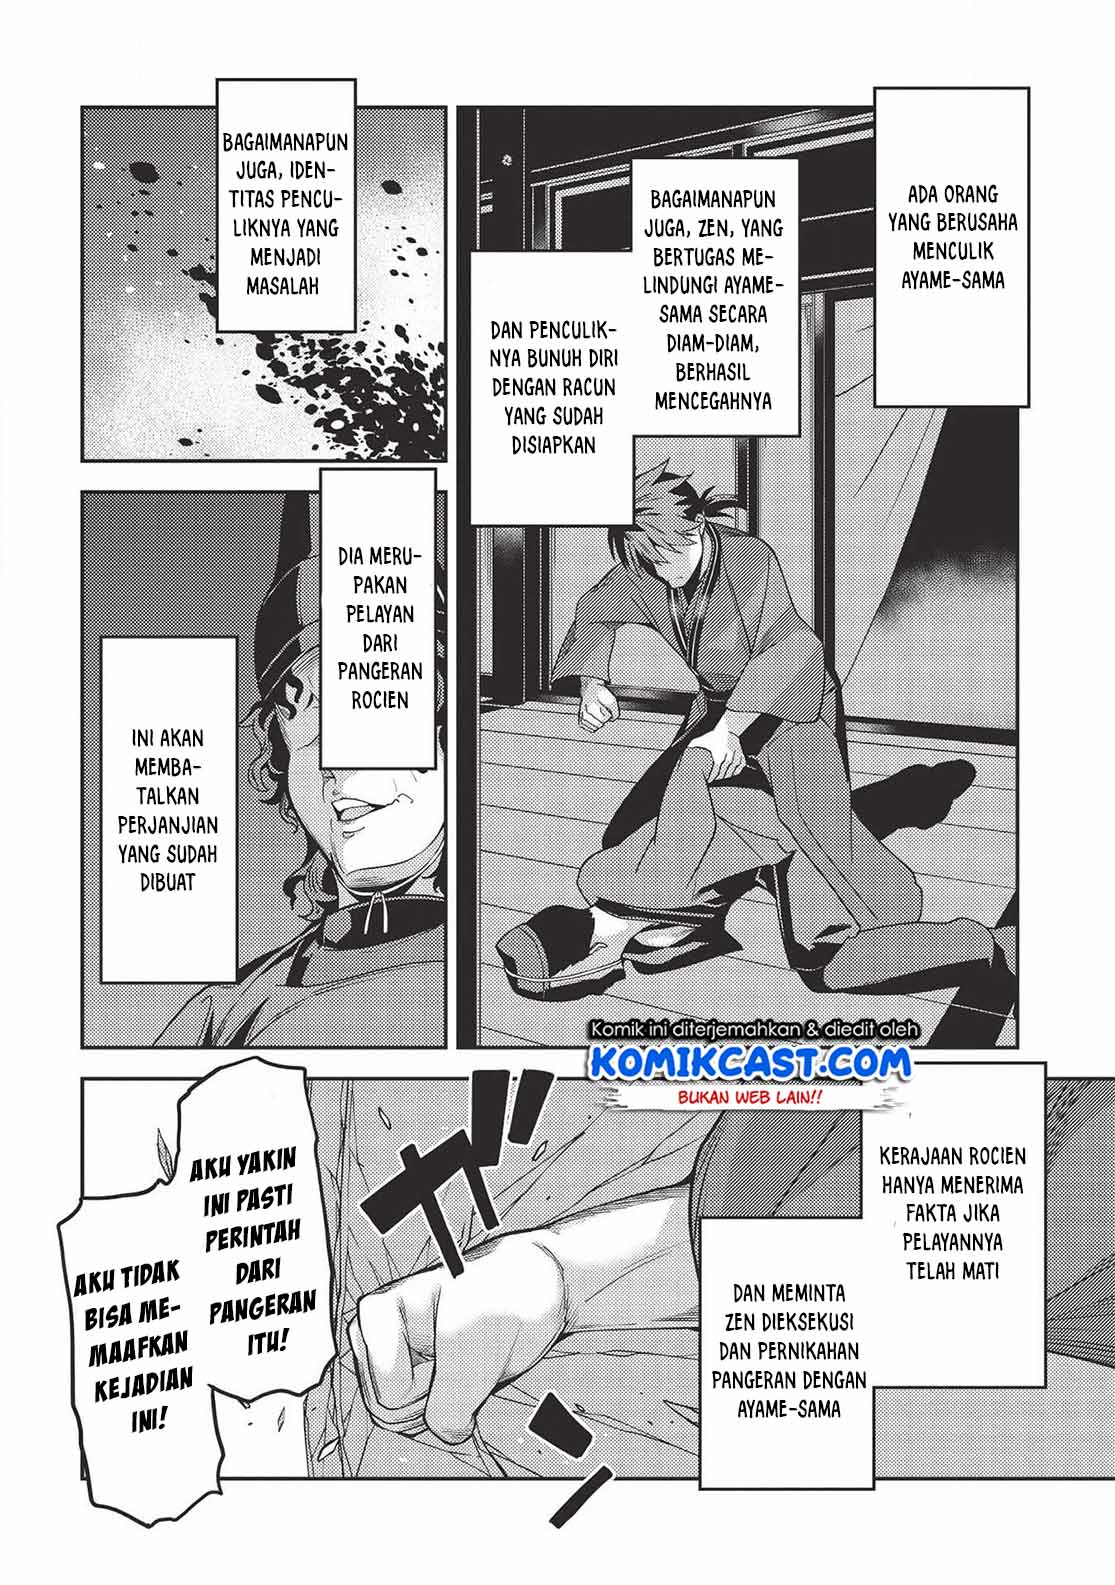 ADA ORANG
YANG BERUSAHA
MENCULIK
AYAME-SAMA
BAGAIMANAPUN
JUGA, ZEN, YANG
BERTUGAS ME-
LINDUNGI AYAME-
SAMA SECARA
DIAM-DIAM,
BERHASIL
MENCEGAHNYA
DAN PENCULIK-
NYA BUNUH DIRI
DENGAN RACUN
YANG SUDAH
DISIAPKAN
BAGAIMANAPUN
JUGA, IDEN-
TITAS PENCU-
LIKNYA YANG
MENJADI
MASALAH
DIA MERU-
PAKAN
PELAYAN
DARI
PANGERAN
ROCIEN
INI AKAN
MEMBA-
TALKAN
PERJANJIAN
YANG SUDAH
DIBUAT
Komik ini diterjemahkan & diedit oleh
KOMIKCAST.COM
BUKAN WEB LAIN!!
KERAJAAN ROCIEN
HANYA MENERIMA
FAKTA JIKA
PELAYANNYA
TELAH MATI
DAN MEMINTA
ZEN DIEKSEKUSI
DAN PERNIKAHAN
PANGERAN DENGAN
AYAME-SAMA
ガンッ
AKU YAKIN
INI PASTI
PERINTAH
DARI
PANGERAN
ITU!
AKU TIDAK
BISA ME-
MAAFKAN
KEJADIAN
INI!